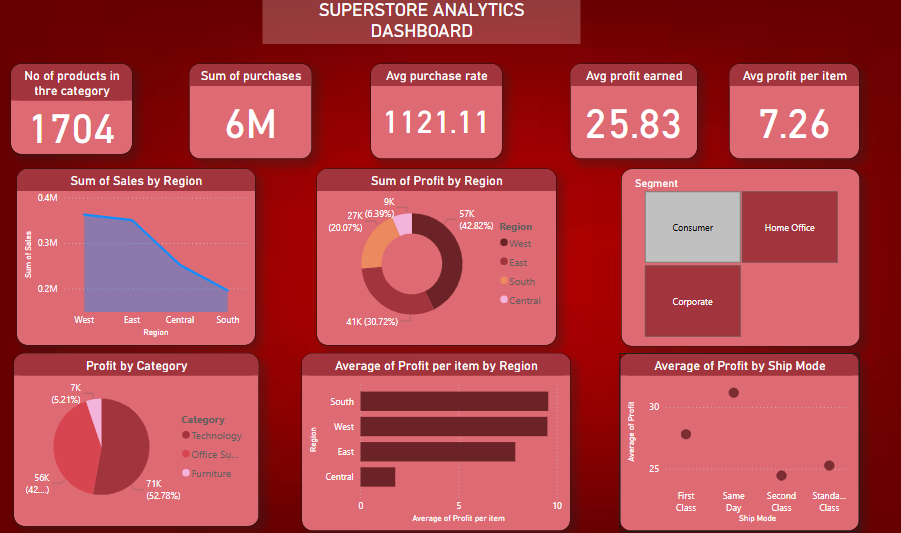 SUPERSTORE ANALYTICS
DASHBOARD
No of products in
thre category
1704
Sum of purchases
6M
Avg purchase rate
1121.11
Avg profit earned
25.83
Avg profit per item
7.26
Sum of Sales by Region
0.4M
0.3M
0.2M
Sum of Sales
West East Central South
Region
Sum of Profit by Region
9K
(6.39%)
27K
(20.07%)
57K
(42.82%)
41K (30.72%)
Region
West
East
South
Central
Segment
Consumer
Home Office
Corporate
Profit by Category
7K
(5.21%)
56K
(42....)
71K
(52.78%)
Category
Technology
Office Su...
Furniture
Average of Profit per item by Region
Region
South
West
East
Central
0 5 10
Average of Profit per item
Average of Profit by Ship Mode
Average of Profit
30
25
First Same Second Standa...
Class Day Class Class
Ship Mode